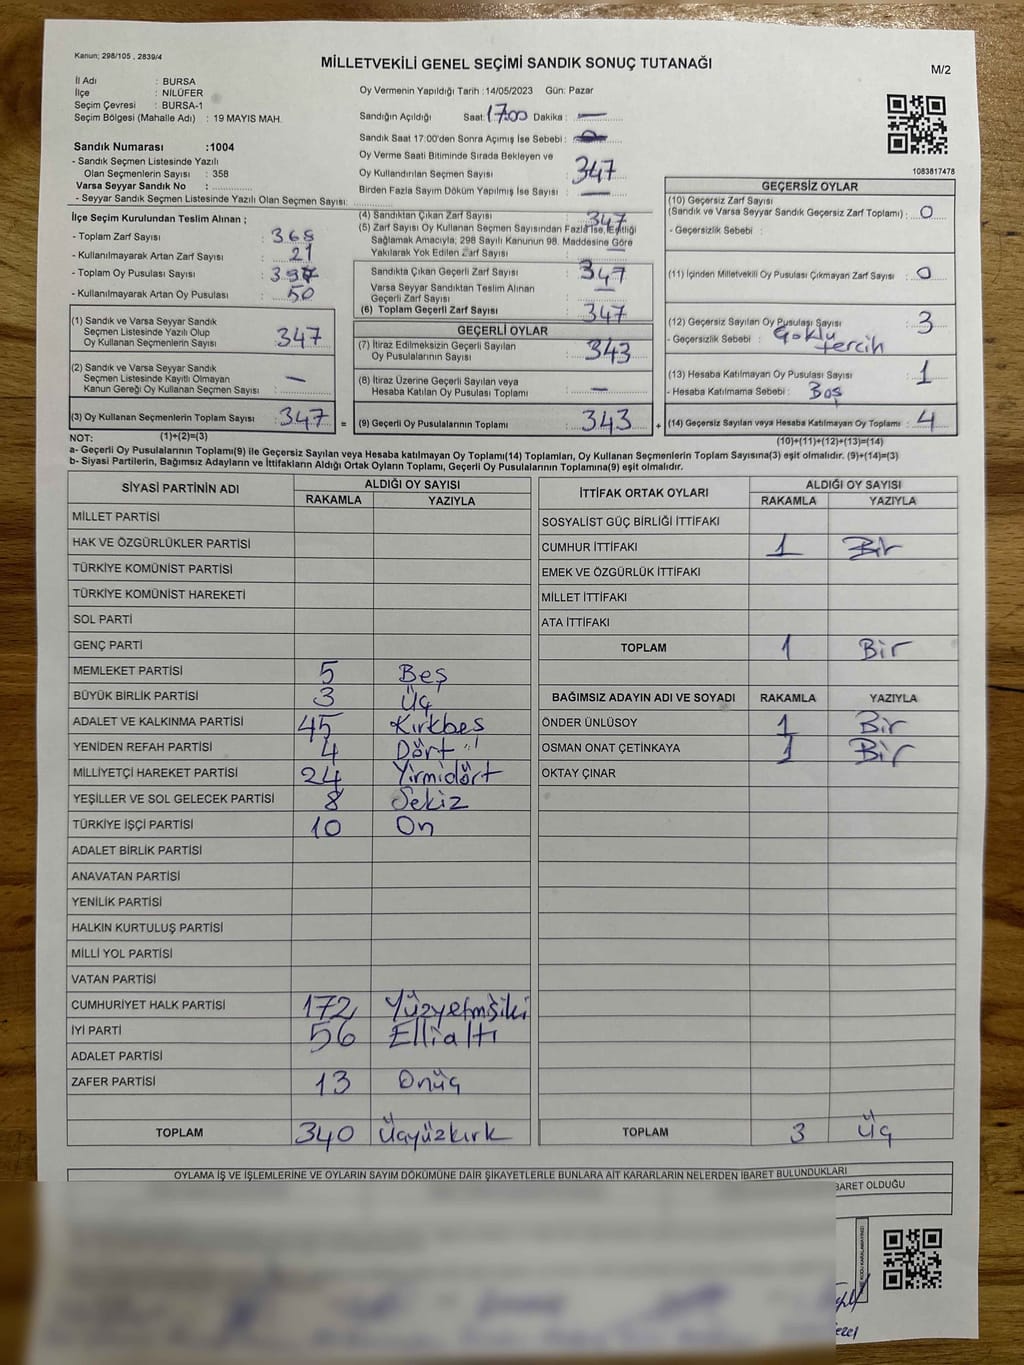 Kanun; 298/105 , 2839/4
MİLLETVEKİLİ GENEL SEÇİMİ SANDIK SONUÇ TUTANAĞI
M/2
İl Adı : BURSA
İlçe : NİLÜFER
Seçim Çevresi : BURSA-1
Seçim Bölgesi (Mahalle Adı) : 19 MAYIS MAH.
Oy Vermenin Yapıldığı Tarih :14/05/2023 Gün: Pazar
Sandığın Açıldığı Saat: 17:00 Dakika : —
Sandık Saat 17.00'den Sonra Açımış İse Sebebi :
Oy Verme Saati Bitiminde Sırada Bekleyen ve
Oy Kullandırılan Seçmen Sayısı : 347
Birden Fazla Sayım Döküm Yapılmış İse Sayısı : —
1083817478
Sandık Numarası :1004
- Sandık Seçmen Listesinde Yazılı
Olan Seçmenlerin Sayısı : 358
Varsa Seyyar Sandık No :
- Seyyar Sandık Seçmen Listesinde Yazılı Olan Seçmen Sayısı:
İlçe Seçim Kurulundan Teslim Alınan ;
- Toplam Zarf Sayısı : 368
- Kullanılmayarak Artan Zarf Sayısı : 21
- Toplam Oy Pusulası Sayısı :
- Kullanılmayarak Artan Oy Pusulası : 50
(1) Sandık ve Varsa Seyyar Sandık
Seçmen Listesinde Yazılı Olup
Oy Kullanan Seçmenlerin Sayısı : 347
(2) Sandık ve Varsa Seyyar Sandık
Seçmen Listesinde Kayıtlı Olmayan
Kanun Gereği Oy Kullanan Seçmen Sayısı : —
(3) Oy Kullanan Seçmenlerin Toplam Sayısı : 347 =
(1)+(2)=(3)
(4) Sandıktan Çıkan Zarf Sayısı : 347
(5) Zarf Sayısı Oy Kullanan Seçmen Sayısından Fazla İse, Eşitliği
Sağlamak Amacıyla; 298 Sayılı Kanunun 98. Maddesine Göre
Yakılarak Yok Edilen Zarf Sayısı : —
Sandıkta Çıkan Geçerli Zarf Sayısı : 347
Varsa Seyyar Sandıktan Teslim Alınan
Geçerli Zarf Sayısı : —
(6) Toplam Geçerli Zarf Sayısı : 347
GEÇERLİ OYLAR
(7) İtiraz Edilmeksizin Geçerli Sayılan
Oy Pusulalarının Sayısı : 343
(8) İtiraz Üzerine Geçerli Sayılan veya
Hesaba Katılan Oy Pusulası Toplamı : —
(9) Geçerli Oy Pusulalarının Toplamı : 343 +
GEÇERSİZ OYLAR
(10) Geçersiz Zarf Sayısı
(Sandık ve Varsa Seyyar Sandık Geçersiz Zarf Toplamı) : 0
- Geçersizlik Sebebi :
(11) İçinden Milletvekili Oy Pusulası Çıkmayan Zarf Sayısı : 0
(12) Geçersiz Sayılan Oy Pusulası Sayısı : 3
- Geçersizlik Sebebi : Çoklu tercih
(13) Hesaba Katılmayan Oy Pusulası Sayısı : 1
- Hesaba Katılmama Sebebi : Boş
(14) Geçersiz Sayılan veya Hesaba Katılmayan Oy Toplamı : 4
(10)+(11)+(12)+(13)=(14)
NOT:
a- Geçerli Oy Pusulalarının Toplamı(9) ile Geçersiz Sayılan veya Hesaba katılmayan Oy Toplamı(14) Toplamları, Oy Kullanan Seçmenlerin Toplam Sayısına(3) eşit olmalıdır. (9)+(14)=(3)
b- Siyasi Partilerin, Bağımsız Adayların ve İttifakların Aldığı Ortak Oyların Toplamı, Geçerli Oy Pusulalarının Toplamına(9) eşit olmalıdır.
SİYASİ PARTİNİN ADI ALDIĞI OY SAYISI
RAKAMLA YAZIYLA
MİLLET PARTİSİ
HAK VE ÖZGÜRLÜKLER PARTİSİ
TÜRKİYE KOMÜNİST PARTİSİ
TÜRKİYE KOMÜNİST HAREKETİ
SOL PARTİ
GENÇ PARTİ
MEMLEKET PARTİSİ 5 Beş
BÜYÜK BİRLİK PARTİSİ 3 Üç
ADALET VE KALKINMA PARTİSİ 45 Kırkbeş
YENİDEN REFAH PARTİSİ 4 Dört
MİLLİYETÇİ HAREKET PARTİSİ 24 Yirmidört
YEŞİLLER VE SOL GELECEK PARTİSİ 8 Sekiz
TÜRKİYE İŞÇİ PARTİSİ 10 On
ADALET BİRLİK PARTİSİ
ANAVATAN PARTİSİ
YENİLİK PARTİSİ
HALKIN KURTULUŞ PARTİSİ
MİLLİ YOL PARTİSİ
VATAN PARTİSİ
CUMHURİYET HALK PARTİSİ 172 Yüzyetmişiki
İYİ PARTİ 56 Ellialtı
ADALET PARTİSİ
ZAFER PARTİSİ 13 Onüç
TOPLAM 340 Üçyüzkırk
İTTİFAK ORTAK OYLARI ALDIĞI OY SAYISI
RAKAMLA YAZIYLA
SOSYALİST GÜÇ BİRLİĞİ İTTİFAKI
CUMHUR İTTİFAKI 1 Bir
EMEK VE ÖZGÜRLÜK İTTİFAKI
MİLLET İTTİFAKI
ATA İTTİFAKI
TOPLAM 1 Bir
BAĞIMSIZ ADAYIN ADI VE SOYADI RAKAMLA YAZIYLA
ÖNDER ÜNLÜSOY 1 Bir
OSMAN ONAT ÇETİNKAYA 1 Bir
OKTAY ÇINAR
TOPLAM 3 Üç
OYLAMA İŞ VE İŞLEMLERİNE VE OYLARIN SAYIM DÖKÜMÜNE DAİR ŞİKAYETLERLE BUNLARA AİT KARARLARIN NELERDEN İBARET BULUNDUKLARI
BARET OLDUĞU